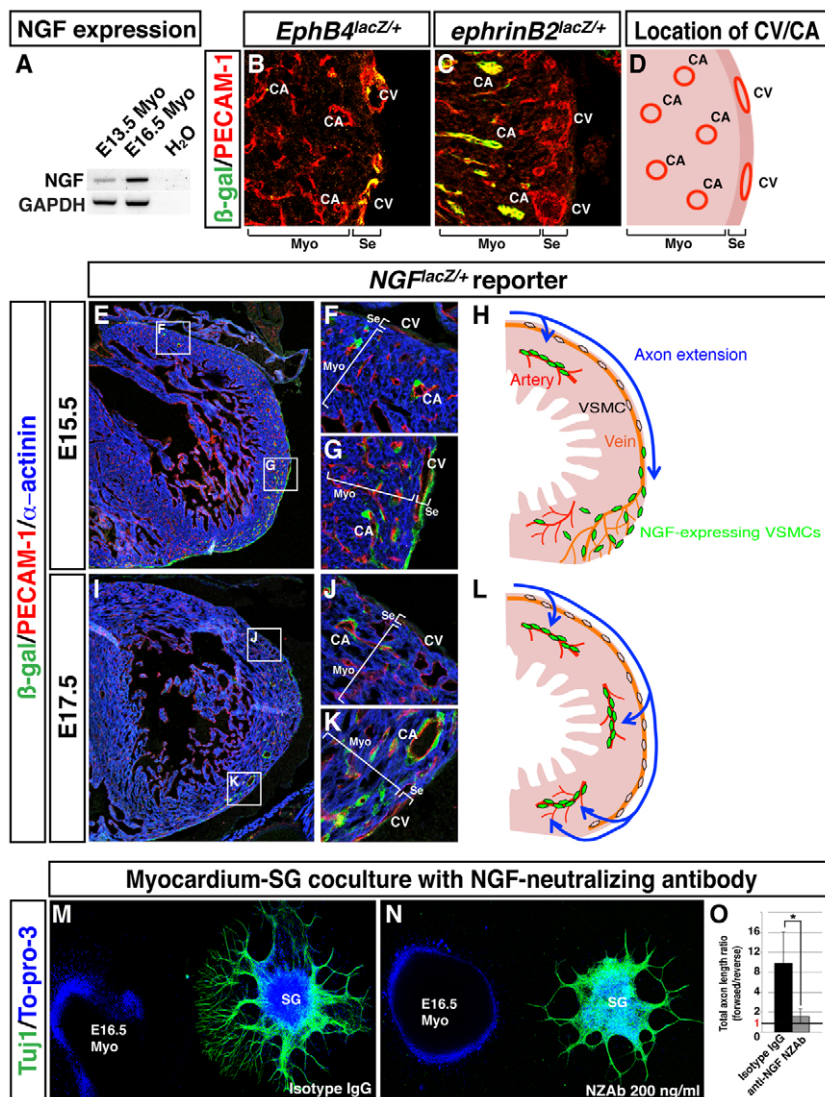 NGF expression
EphB4lacZ/+
ephrinB2lacZ/+
Location of CV/CA
A
E13.5 Myo
E16.5 Myo
H2O
NGF
GAPDH
ß-gal/PECAM-1
B
CA
CA
CV
CV
Myo
Se
C
CA
CA
CV
CV
Myo
Se
D
CA
CA
CA
CA
CA
CV
CV
Myo
Se
NGFlacZ/+ reporter
ß-gal/PECAM-1/α-actinin
E15.5
E
F
G
F
Se
CV
Myo
CA
G
CV
Myo
Se
CA
H
Axon extension
Artery
VSMC
Vein
NGF-expressing VSMCs
E17.5
I
J
K
J
Se
CV
CA
Myo
K
Myo
CA
Se
CV
L
Myocardium-SG coculture with NGF-neutralizing antibody
Tuj1/To-pro-3
M
SG
E16.5
Myo
Isotype IgG
N
E16.5
Myo
SG
NZAb 200 ng/ml
O
Total axon length ratio
(forwaed/reverse)
16
12
8
4
2
1
0
*
Isotype IgG
anti-NGF NZAb